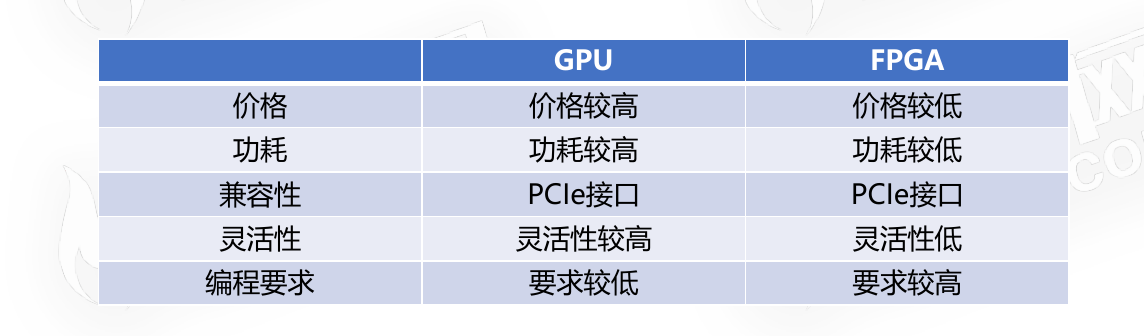 GPU FPGA
价格 价格较高 价格较低
功耗 功耗较高 功耗较低
兼容性 PCIe接口 PCIe接口
灵活性 灵活性较高 灵活性低
编程要求 要求较低 要求较高